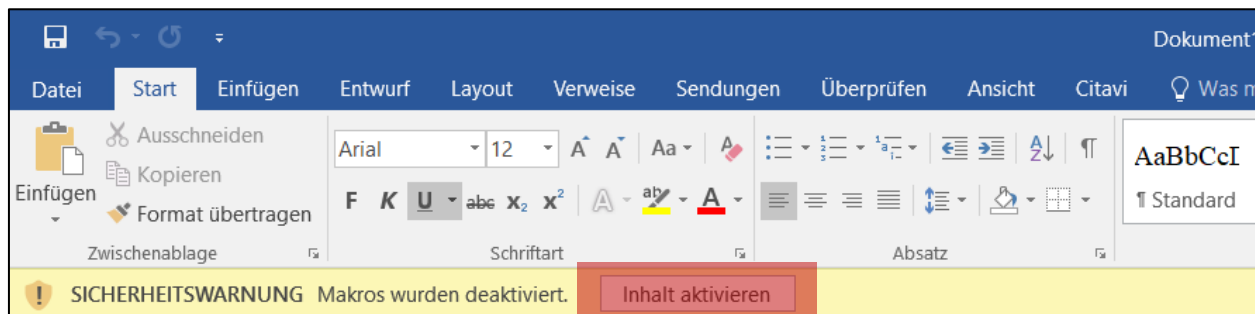 Dokument1
Datei Start Einfügen Entwurf Layout Verweise Sendungen Überprüfen Ansicht Citavi Was m
Ausschneiden
Kopieren
Einfügen
Format übertragen
Zwischenablage
Arial 12 Aa
F K U abc X₂ X² A ab A
Schriftart
Absatz
AaBbCcI
¶ Standard
SICHERHEITSWARNUNG Makros wurden deaktiviert. Inhalt aktivieren